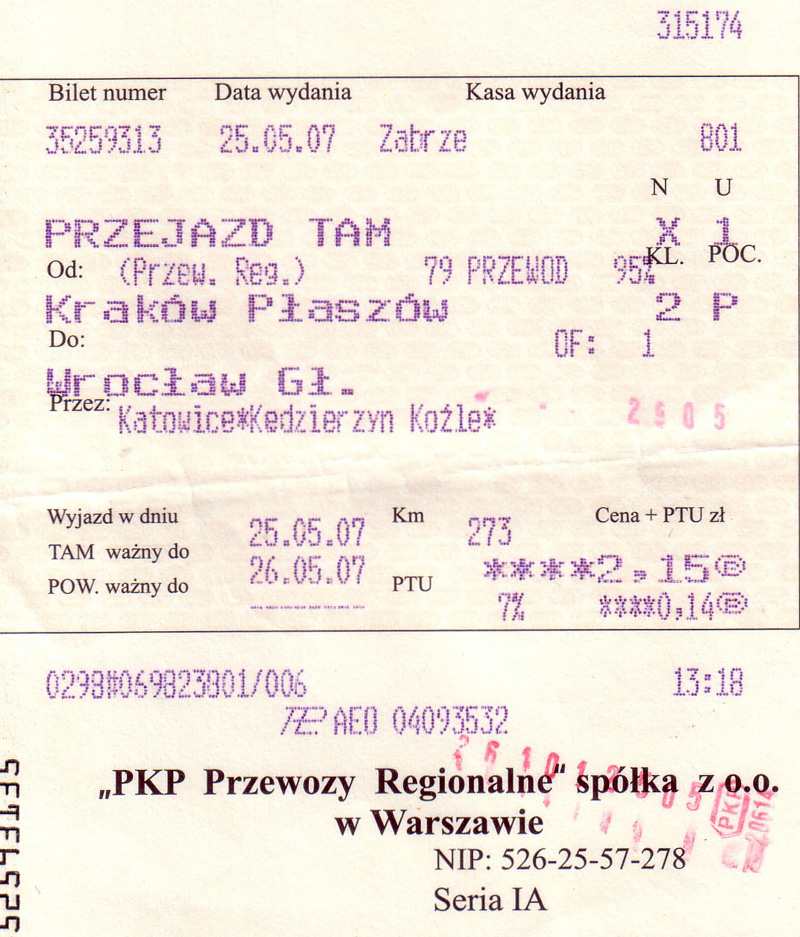 315174
Bilet numer Data wydania Kasa wydania
35259313 25.05.07 Zabrze 801
N U
PRZEJAZD TAM X 1
KL. POC.
Od: (Przew. Reg.) 79 PRZEWOD 95%
Kraków Płaszów 2 P
Do: OF: 1
Wrocław Gł.
Przez: Katowice*Kedzierzyn Koźle*
2605
Wyjazd w dniu 25.05.07 Km 273 Cena + PTU zł
TAM ważny do 26.05.07 ****2,15®
POW. ważny do ---------- PTU 7% ****0,14®
0298#069823801/006 13:18
AEO 04093532
„PKP Przewozy Regionalne“ spółka z o.o.
w Warszawie
NIP: 526-25-57-278
Seria IA
PKP